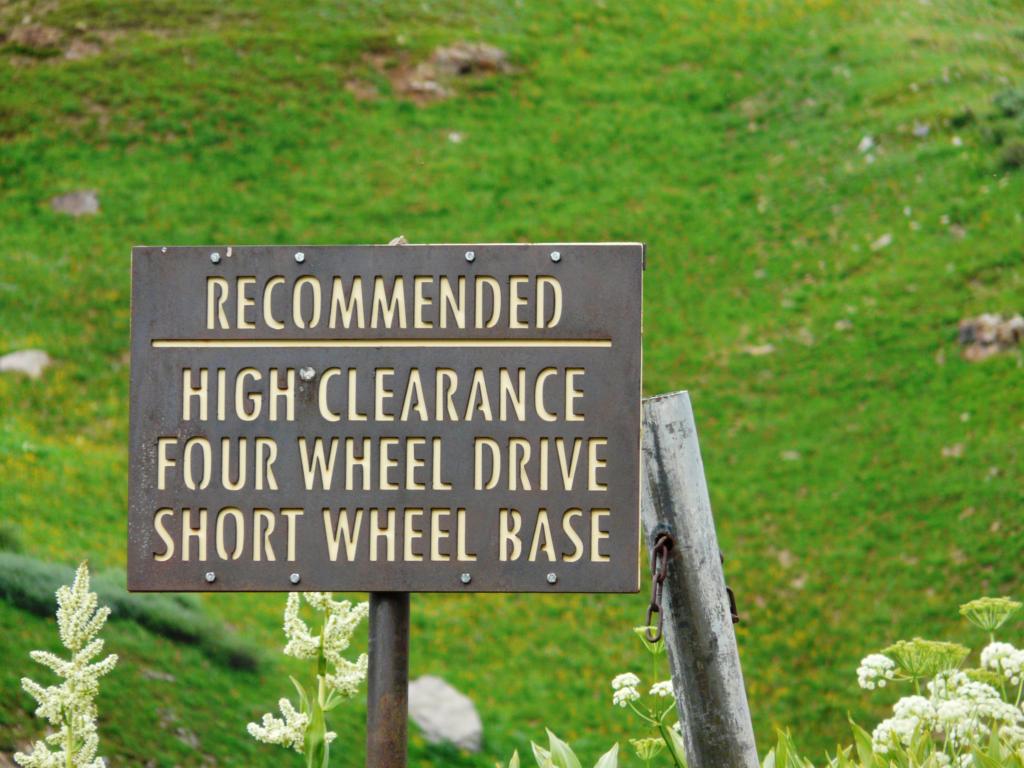 RECOMMENDED
HIGH CLEARANCE
FOUR WHEEL DRIVE
SHORT WHEEL BASE